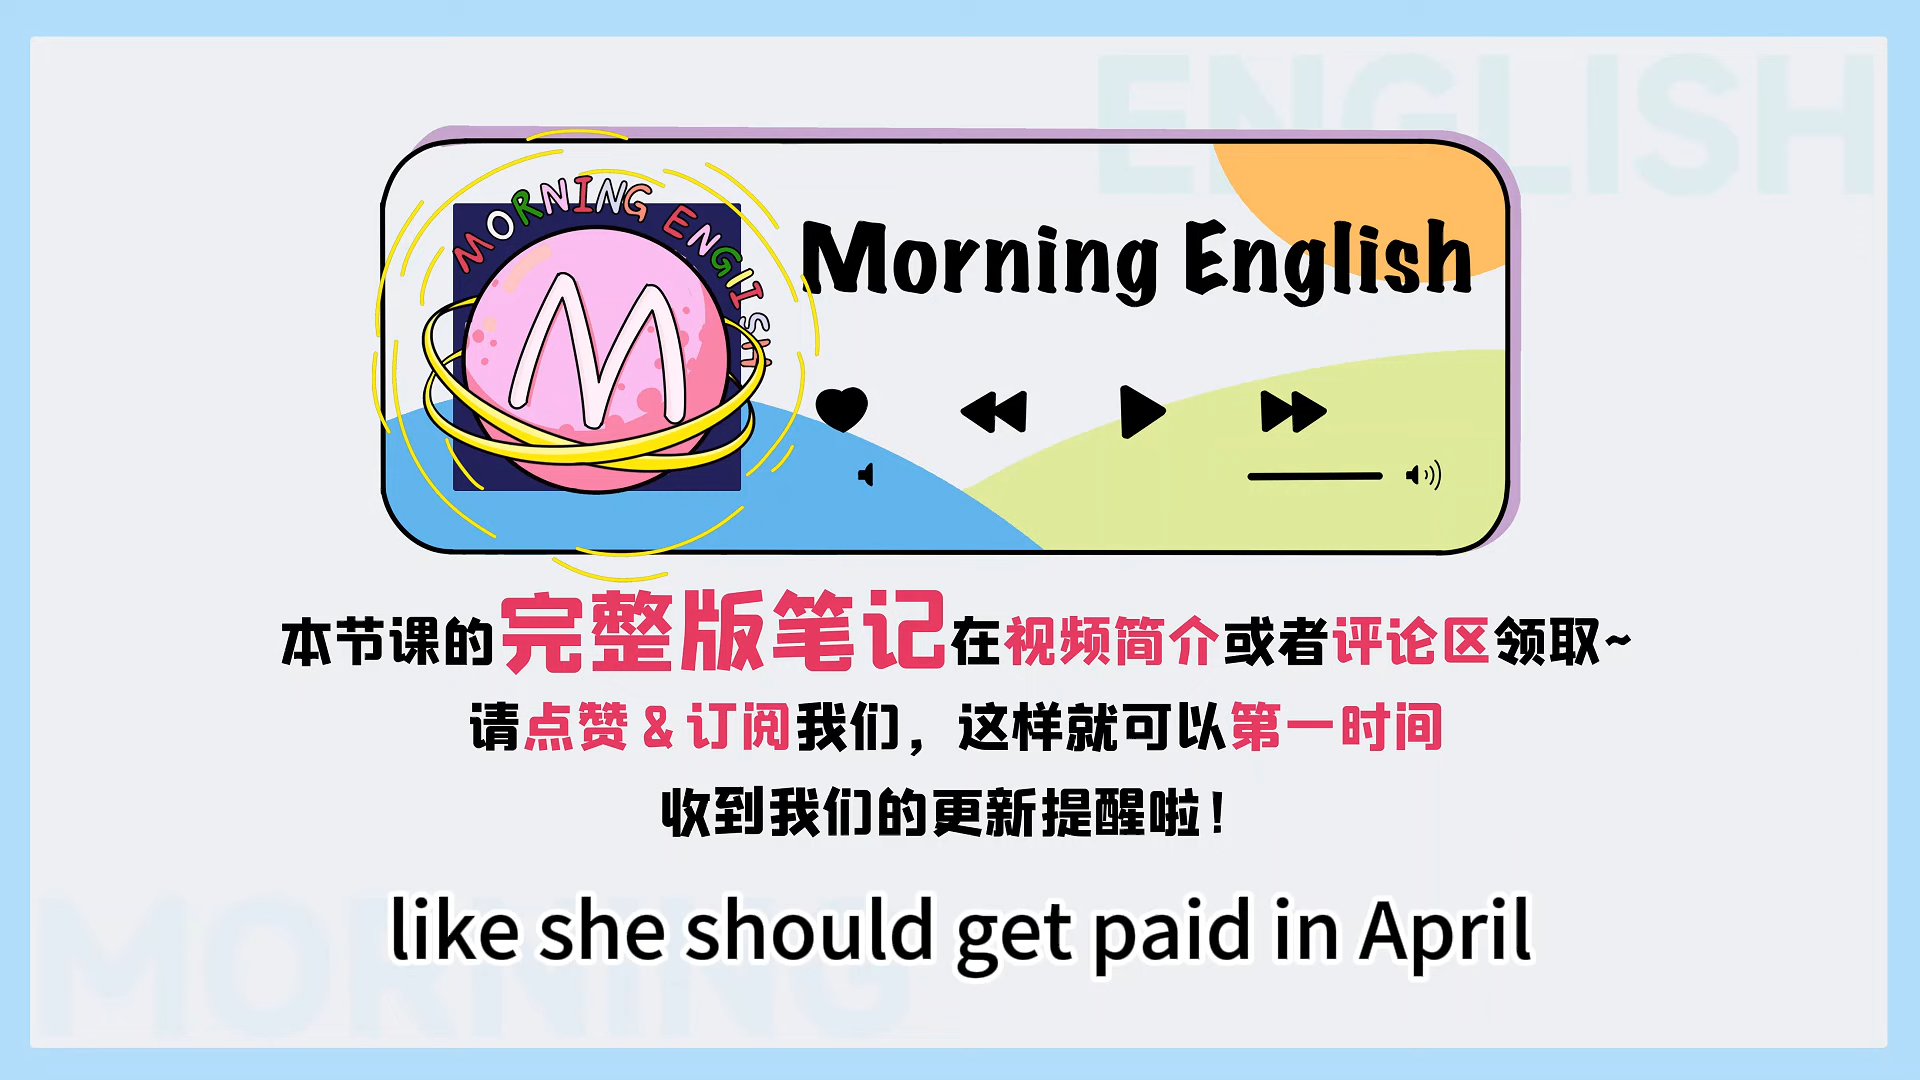 ENGLISH
MORNING ENGLISH
M
Morning English
本节课的完整版笔记在视频简介或者评论区领取~
请点赞&订阅我们，这样就可以第一时间
收到我们的更新提醒啦！
like she should get paid in April
MORNING